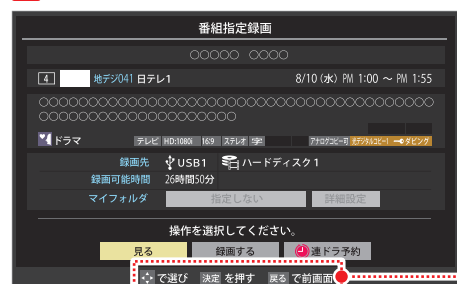 番組指定録画
○○○○○ ○○○○
4 地デジ041 日テレ1 8/10 (水) PM 1:00 ～ PM 1:55
○○○○○○○○○○○○○○○○○○○○○○○○○○○○○○○○○○○○○○
○○○○○○○○○○○○○○○○○○○
ドラマ テレビ HD:1080i 16:9 ステレオ 字 アナログコピー可 光デジタルコピー1 ダビング
録画先 USB1 ハードディスク1
録画可能時間 26時間50分
マイフォルダ 指定しない 詳細設定
操作を選択してください。
見る 録画する 連ドラ予約
で選び 決定 を押す 戻る で前画面